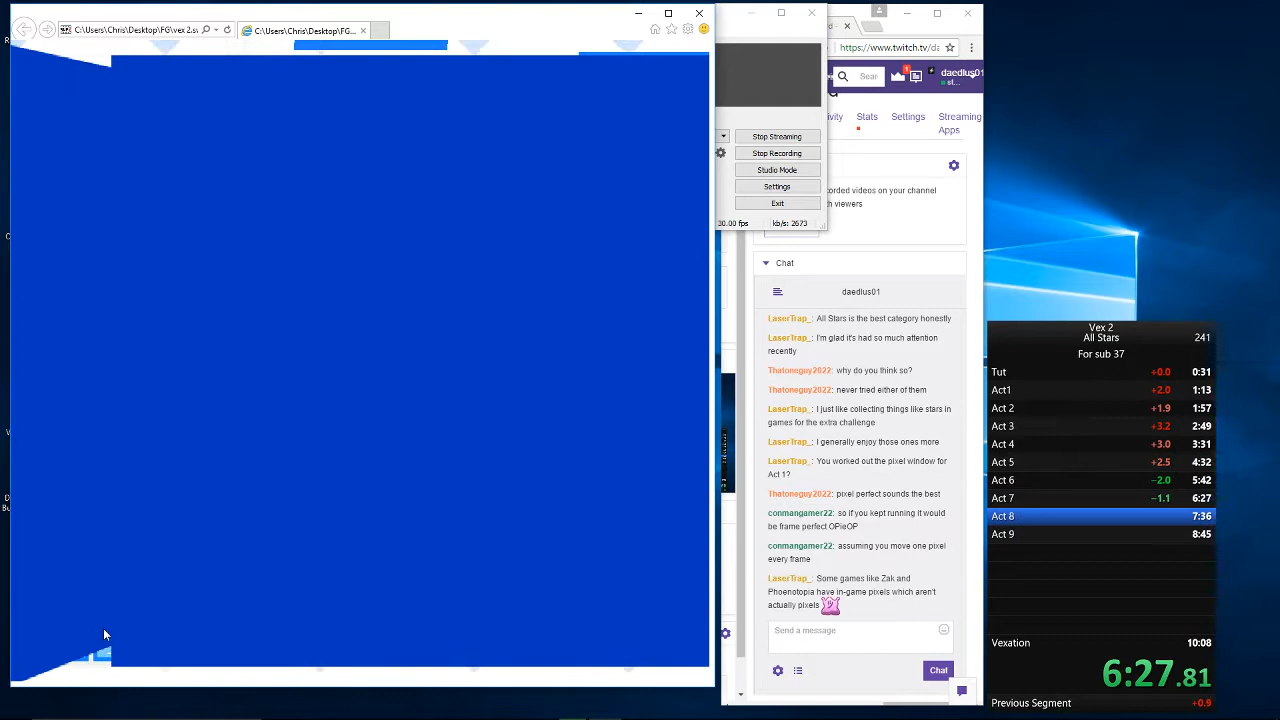 C:\Users\Chris\Desktop\FG\vex 2.sv
C:\Users\Chris\Desktop\FG...
https://www.twitch.tv/da
Sear
1
daedlus01
st...
Stats
Settings
Streaming
Apps
Stop Streaming
Stop Recording
Studio Mode
Settings
Exit
30.00 fps
kb/s: 2673
corded videos on your channel
th viewers
Chat
daedlus01
LaserTrap_: All Stars is the best category honestly
LaserTrap_: I'm glad it's had so much attention
recently
Thatoneguy2022: why do you think so?
Thatoneguy2022: never tried either of them
LaserTrap_: I just like collecting things like stars in
games for the extra challenge
LaserTrap_: I generally enjoy those ones more
LaserTrap_: You worked out the pixel window for
Act 1?
Thatoneguy2022: pixel perfect sounds the best
conmangamer22: so if you kept running it would
be frame perfect OPieOP
conmangamer22: assuming you move one pixel
every frame
LaserTrap_: Some games like Zak and
Phoenotopia have in-game pixels which aren't
actually pixels
Send a message
Chat
Vex 2
All Stars 241
For sub 37
Tut +0.0 0:31
Act1 +2.0 1:13
Act 2 +1.9 1:57
Act 3 +3.2 2:49
Act 4 +3.0 3:31
Act 5 +2.5 4:32
Act 6 −2.0 5:42
Act 7 −1.1 6:27
Act 8 7:36
Act 9 8:45
Vexation 10:08
6:27.81
Previous Segment +0.9